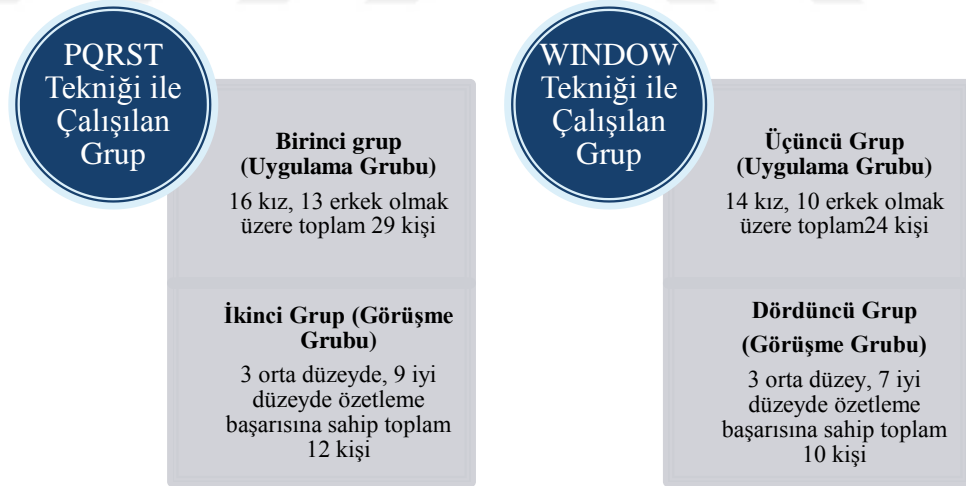 PQRST
Tekniği ile
Çalışılan
Grup
Birinci grup
(Uygulama Grubu)
16 kız, 13 erkek olmak
üzere toplam 29 kişi
İkinci Grup (Görüşme
Grubu)
3 orta düzeyde, 9 iyi
düzeyde özetleme
başarısına sahip toplam
12 kişi
WINDOW
Tekniği ile
Çalışılan
Grup
Üçüncü Grup
(Uygulama Grubu)
14 kız, 10 erkek olmak
üzere toplam24 kişi
Dördüncü Grup
(Görüşme Grubu)
3 orta düzey, 7 iyi
düzeyde özetleme
başarısına sahip toplam
10 kişi